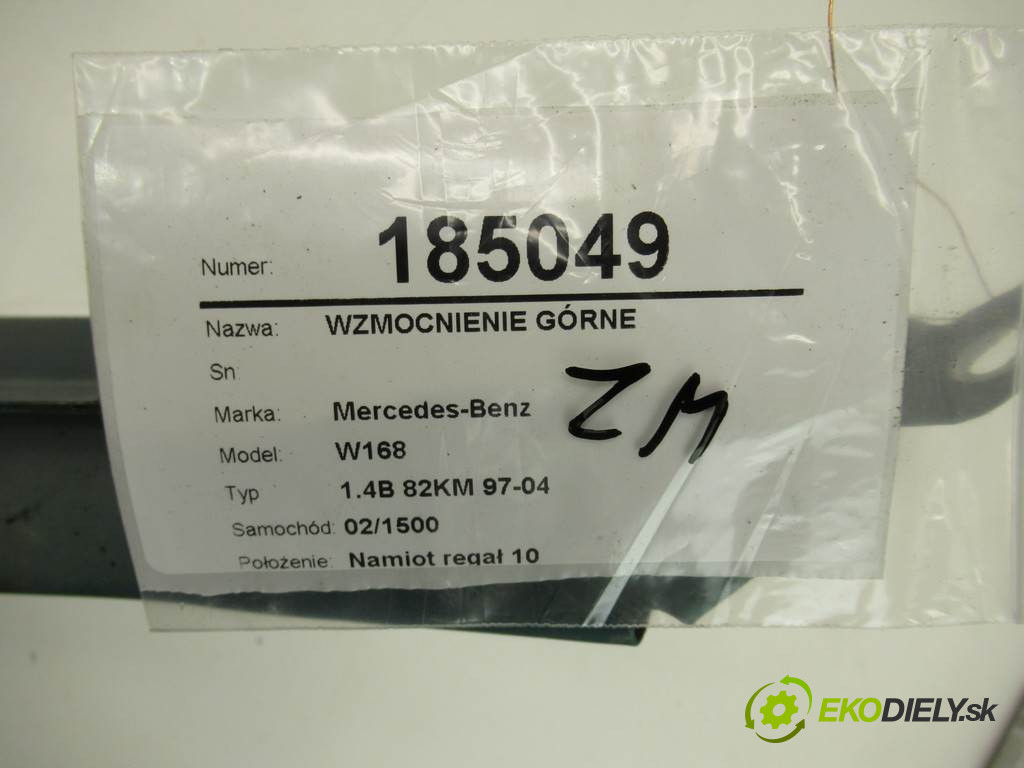 Numer: 185049
Nazwa: WZMOCNIENIE GÓRNE
Sn
Marka: Mercedes-Benz
ZM
Model: W168
Typ 1.4B 82KM 97-04
Samochód: 02/1500
Położenie: Namiot regał 10
EKODIELY.sk